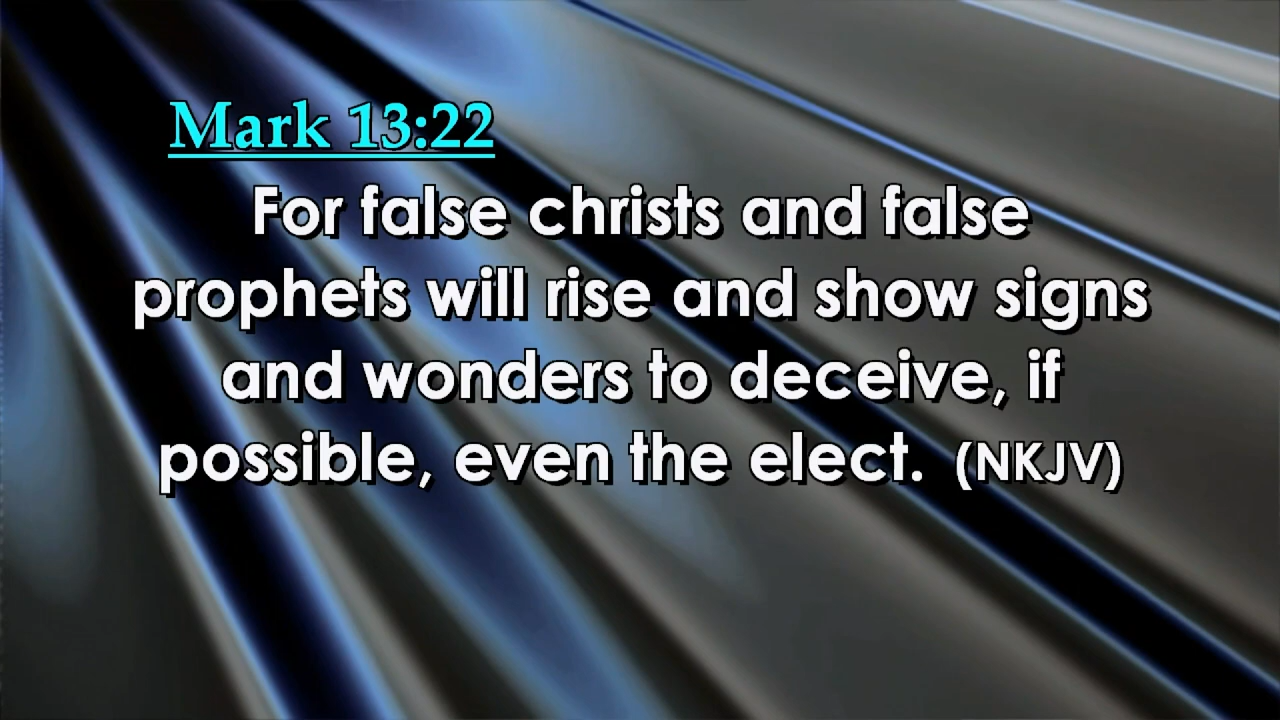 Mark 13:22
For false christs and false
prophets will rise and show signs
and wonders to deceive, if
possible, even the elect. (NKJV)